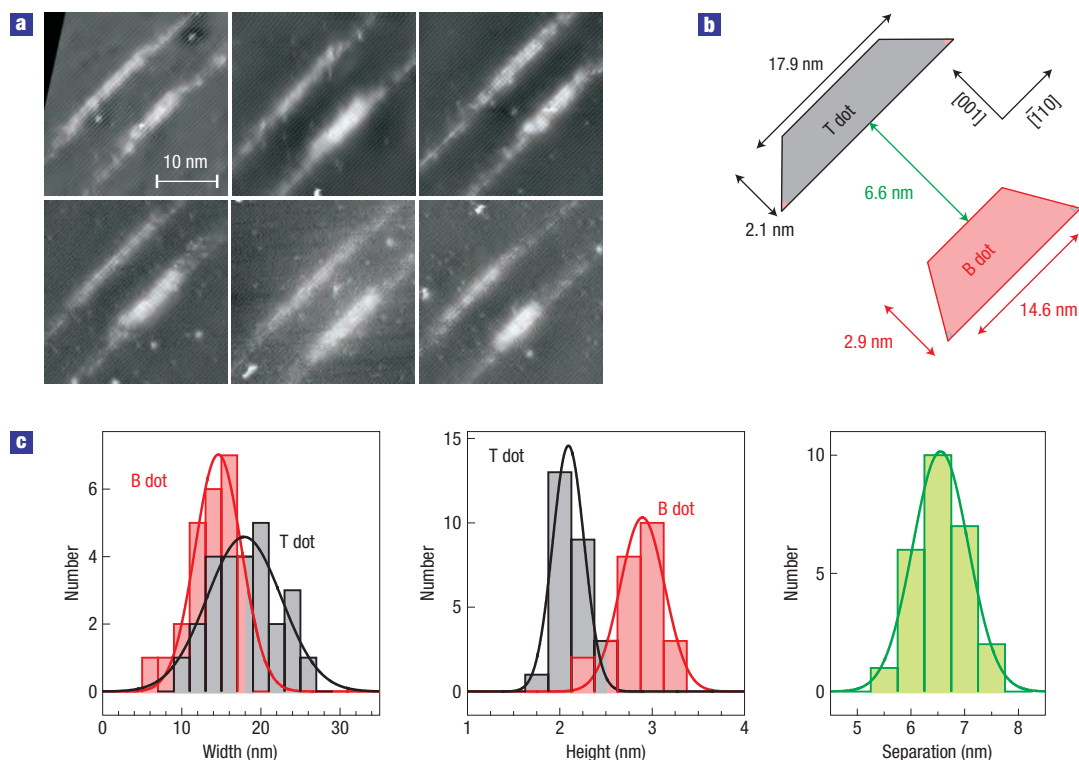 a
10 nm
b
17.9 nm
T dot
[001]
[1̄10]
6.6 nm
2.1 nm
B dot
14.6 nm
2.9 nm
c
B dot
T dot
Number
6
4
2
0
0
10
20
30
Width (nm)
T dot
B dot
Number
15
10
5
0
1
2
3
4
Height (nm)
Number
10
5
0
5
6
7
8
Separation (nm)